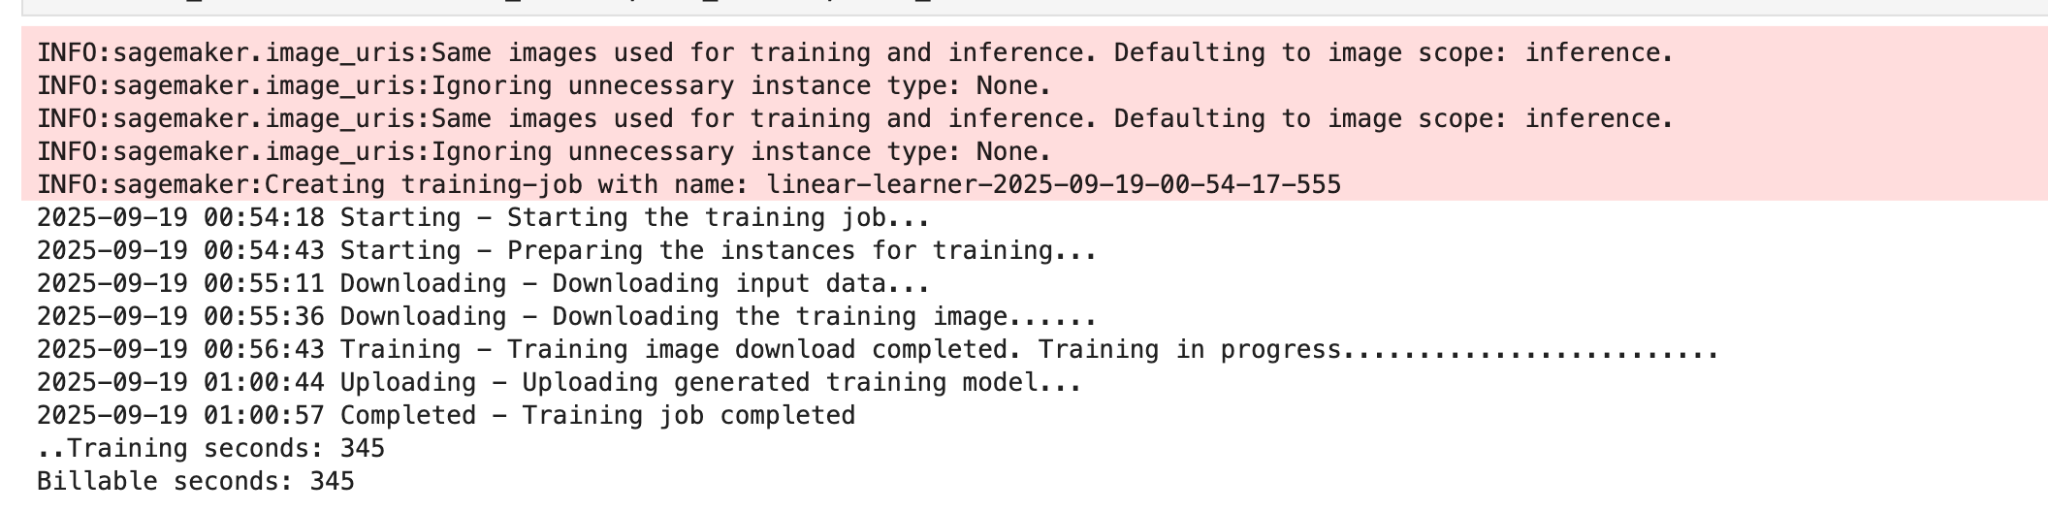 INFO:sagemaker.image_uris:Same images used for training and inference. Defaulting to image scope: inference.
INFO:sagemaker.image_uris:Ignoring unnecessary instance type: None.
INFO:sagemaker.image_uris:Same images used for training and inference. Defaulting to image scope: inference.
INFO:sagemaker.image_uris:Ignoring unnecessary instance type: None.
INFO:sagemaker:Creating training-job with name: linear-learner-2025-09-19-00-54-17-555
2025-09-19 00:54:18 Starting - Starting the training job...
2025-09-19 00:54:43 Starting - Preparing the instances for training...
2025-09-19 00:55:11 Downloading - Downloading input data...
2025-09-19 00:55:36 Downloading - Downloading the training image......
2025-09-19 00:56:43 Training - Training image download completed. Training in progress.........................
2025-09-19 01:00:44 Uploading - Uploading generated training model...
2025-09-19 01:00:57 Completed - Training job completed
..Training seconds: 345
Billable seconds: 345